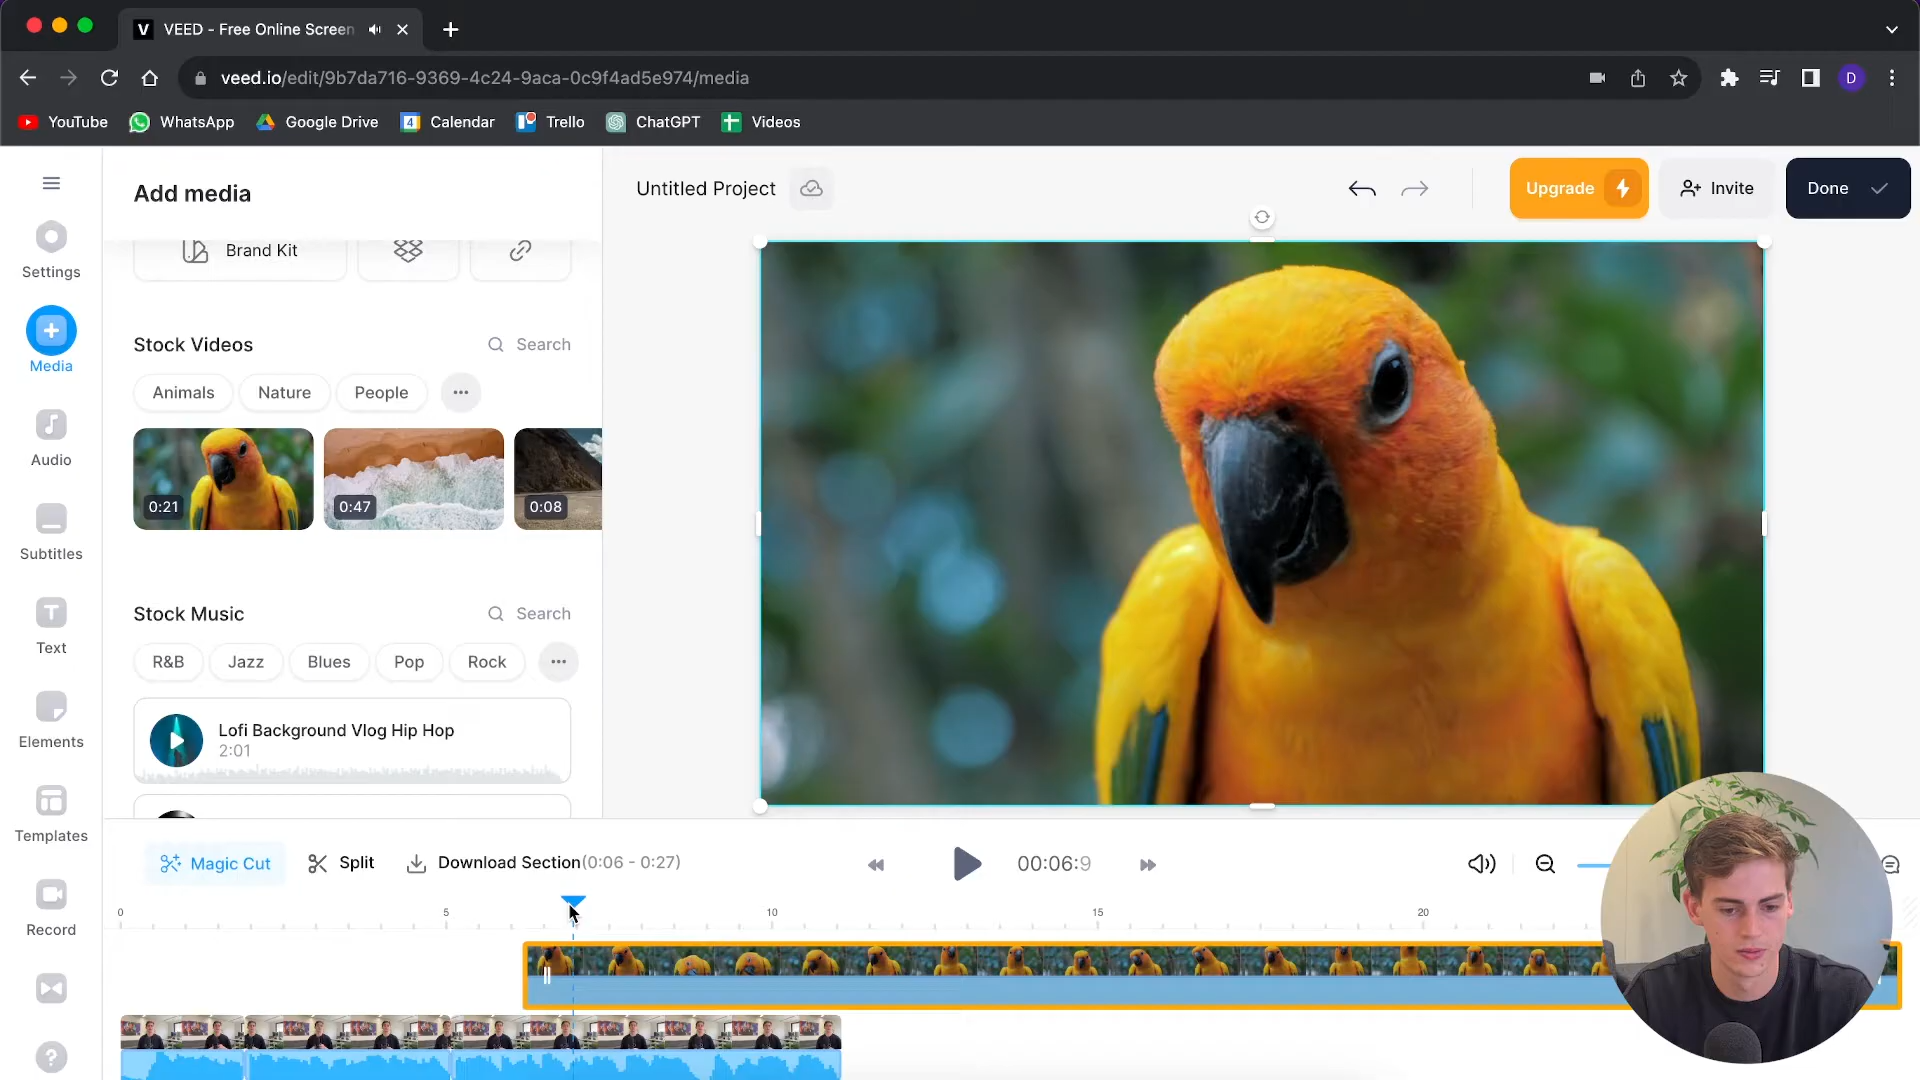 V VEED - Free Online Screen
veed.io/edit/9b7da716-9369-4c24-9aca-0c9f4ad5e974/media
D
YouTube WhatsApp Google Drive 4 Calendar Trello ChatGPT Videos
Add media
Untitled Project
Upgrade
Invite
Done
Settings
Media
Audio
Subtitles
T
Text
Elements
Templates
Record
?
Brand Kit
Stock Videos
Search
Animals Nature People ...
0:21 0:47 0:08
Stock Music
Search
R&B Jazz Blues Pop Rock ...
Lofi Background Vlog Hip Hop
2:01
Magic Cut Split Download Section(0:06 - 0:27) 00:06:9
0 5 10 15 20